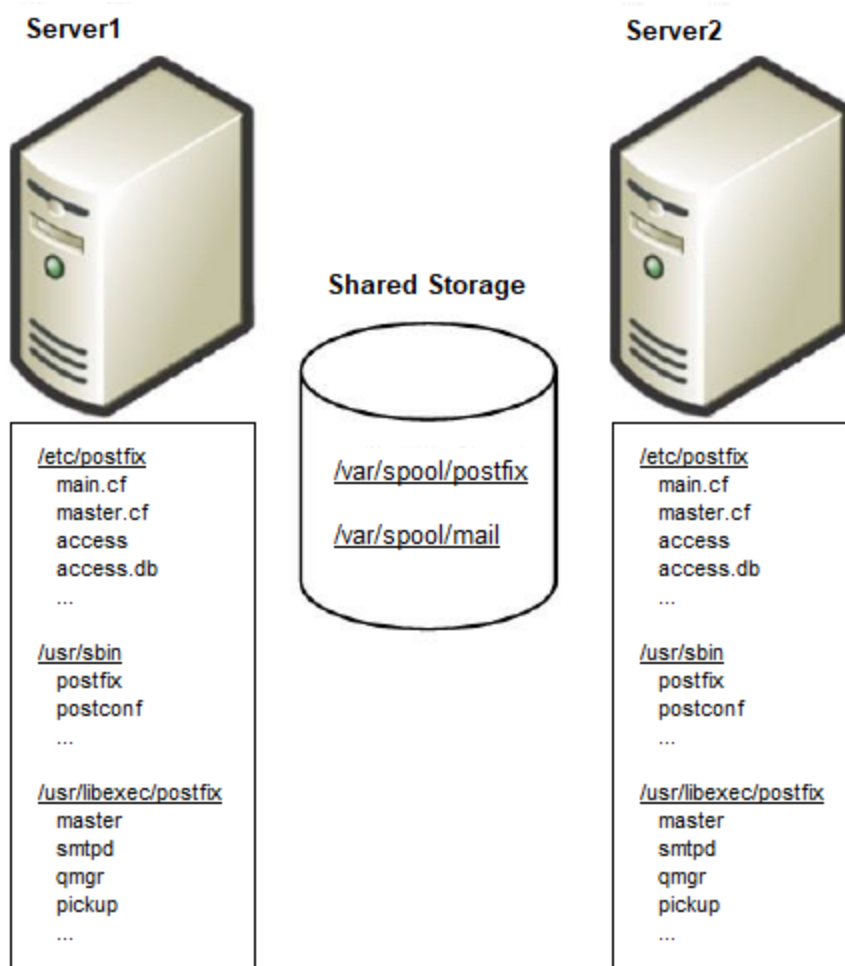 Server1
/etc/postfix
main.cf
master.cf
access
access.db
...
/usr/sbin
postfix
postconf
...
/usr/libexec/postfix
master
smtpd
qmgr
pickup
...
Shared Storage
/var/spool/postfix
/var/spool/mail
Server2
/etc/postfix
main.cf
master.cf
access
access.db
...
/usr/sbin
postfix
postconf
...
/usr/libexec/postfix
master
smtpd
qmgr
pickup
...